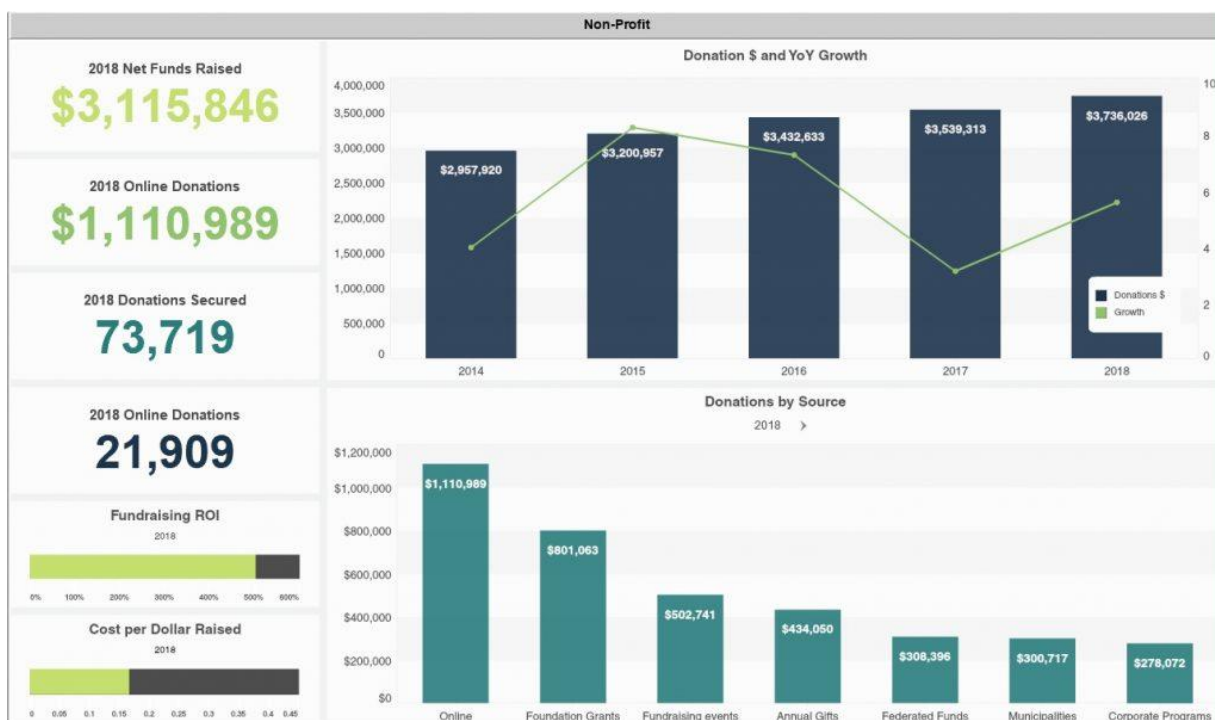 Non-Profit
2018 Net Funds Raised
$3,115,846
2018 Online Donations
$1,110,989
2018 Donations Secured
73,719
2018 Online Donations
21,909
Fundraising ROI
2018
0% 100% 200% 300% 400% 500% 600%
Cost per Dollar Raised
2018
0 0.05 0.1 0.15 0.2 0.25 0.3 0.35 0.4 0.45
Donation $ and YoY Growth
4,000,000
3,500,000
3,000,000
2,500,000
2,000,000
1,500,000
1,000,000
500,000
0
$2,957,920
$3,200,957
$3,432,633
$3,539,313
$3,736,026
10
8
6
4
2
0
Donations $
Growth
2014 2015 2016 2017 2018
Donations by Source
2018 >
$1,200,000
$1,000,000
$800,000
$600,000
$400,000
$200,000
$0
$1,110,989
$801,063
$502,741
$434,050
$308,396
$300,717
$278,072
Online Foundation Grants Fundraising events Annual Gifts Federated Funds Municipalities Corporate Programs